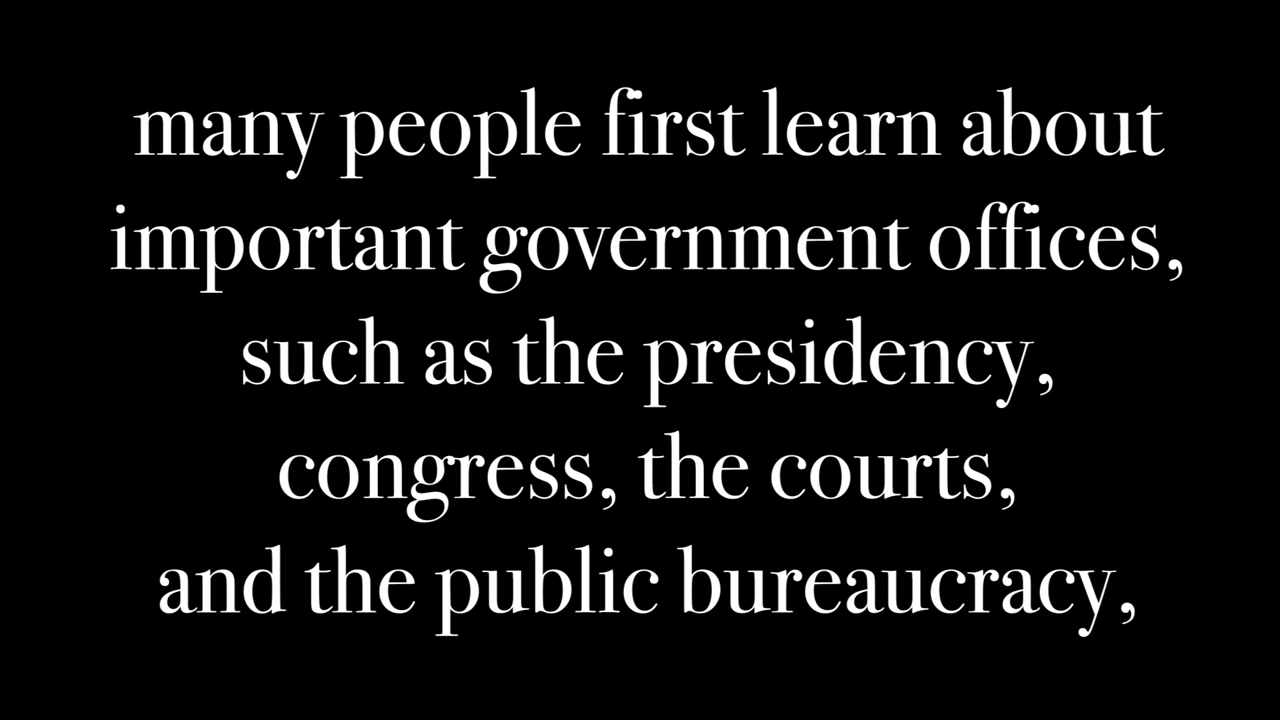 many people first learn about
important government offices,
such as the presidency,
congress, the courts,
and the public bureaucracy,